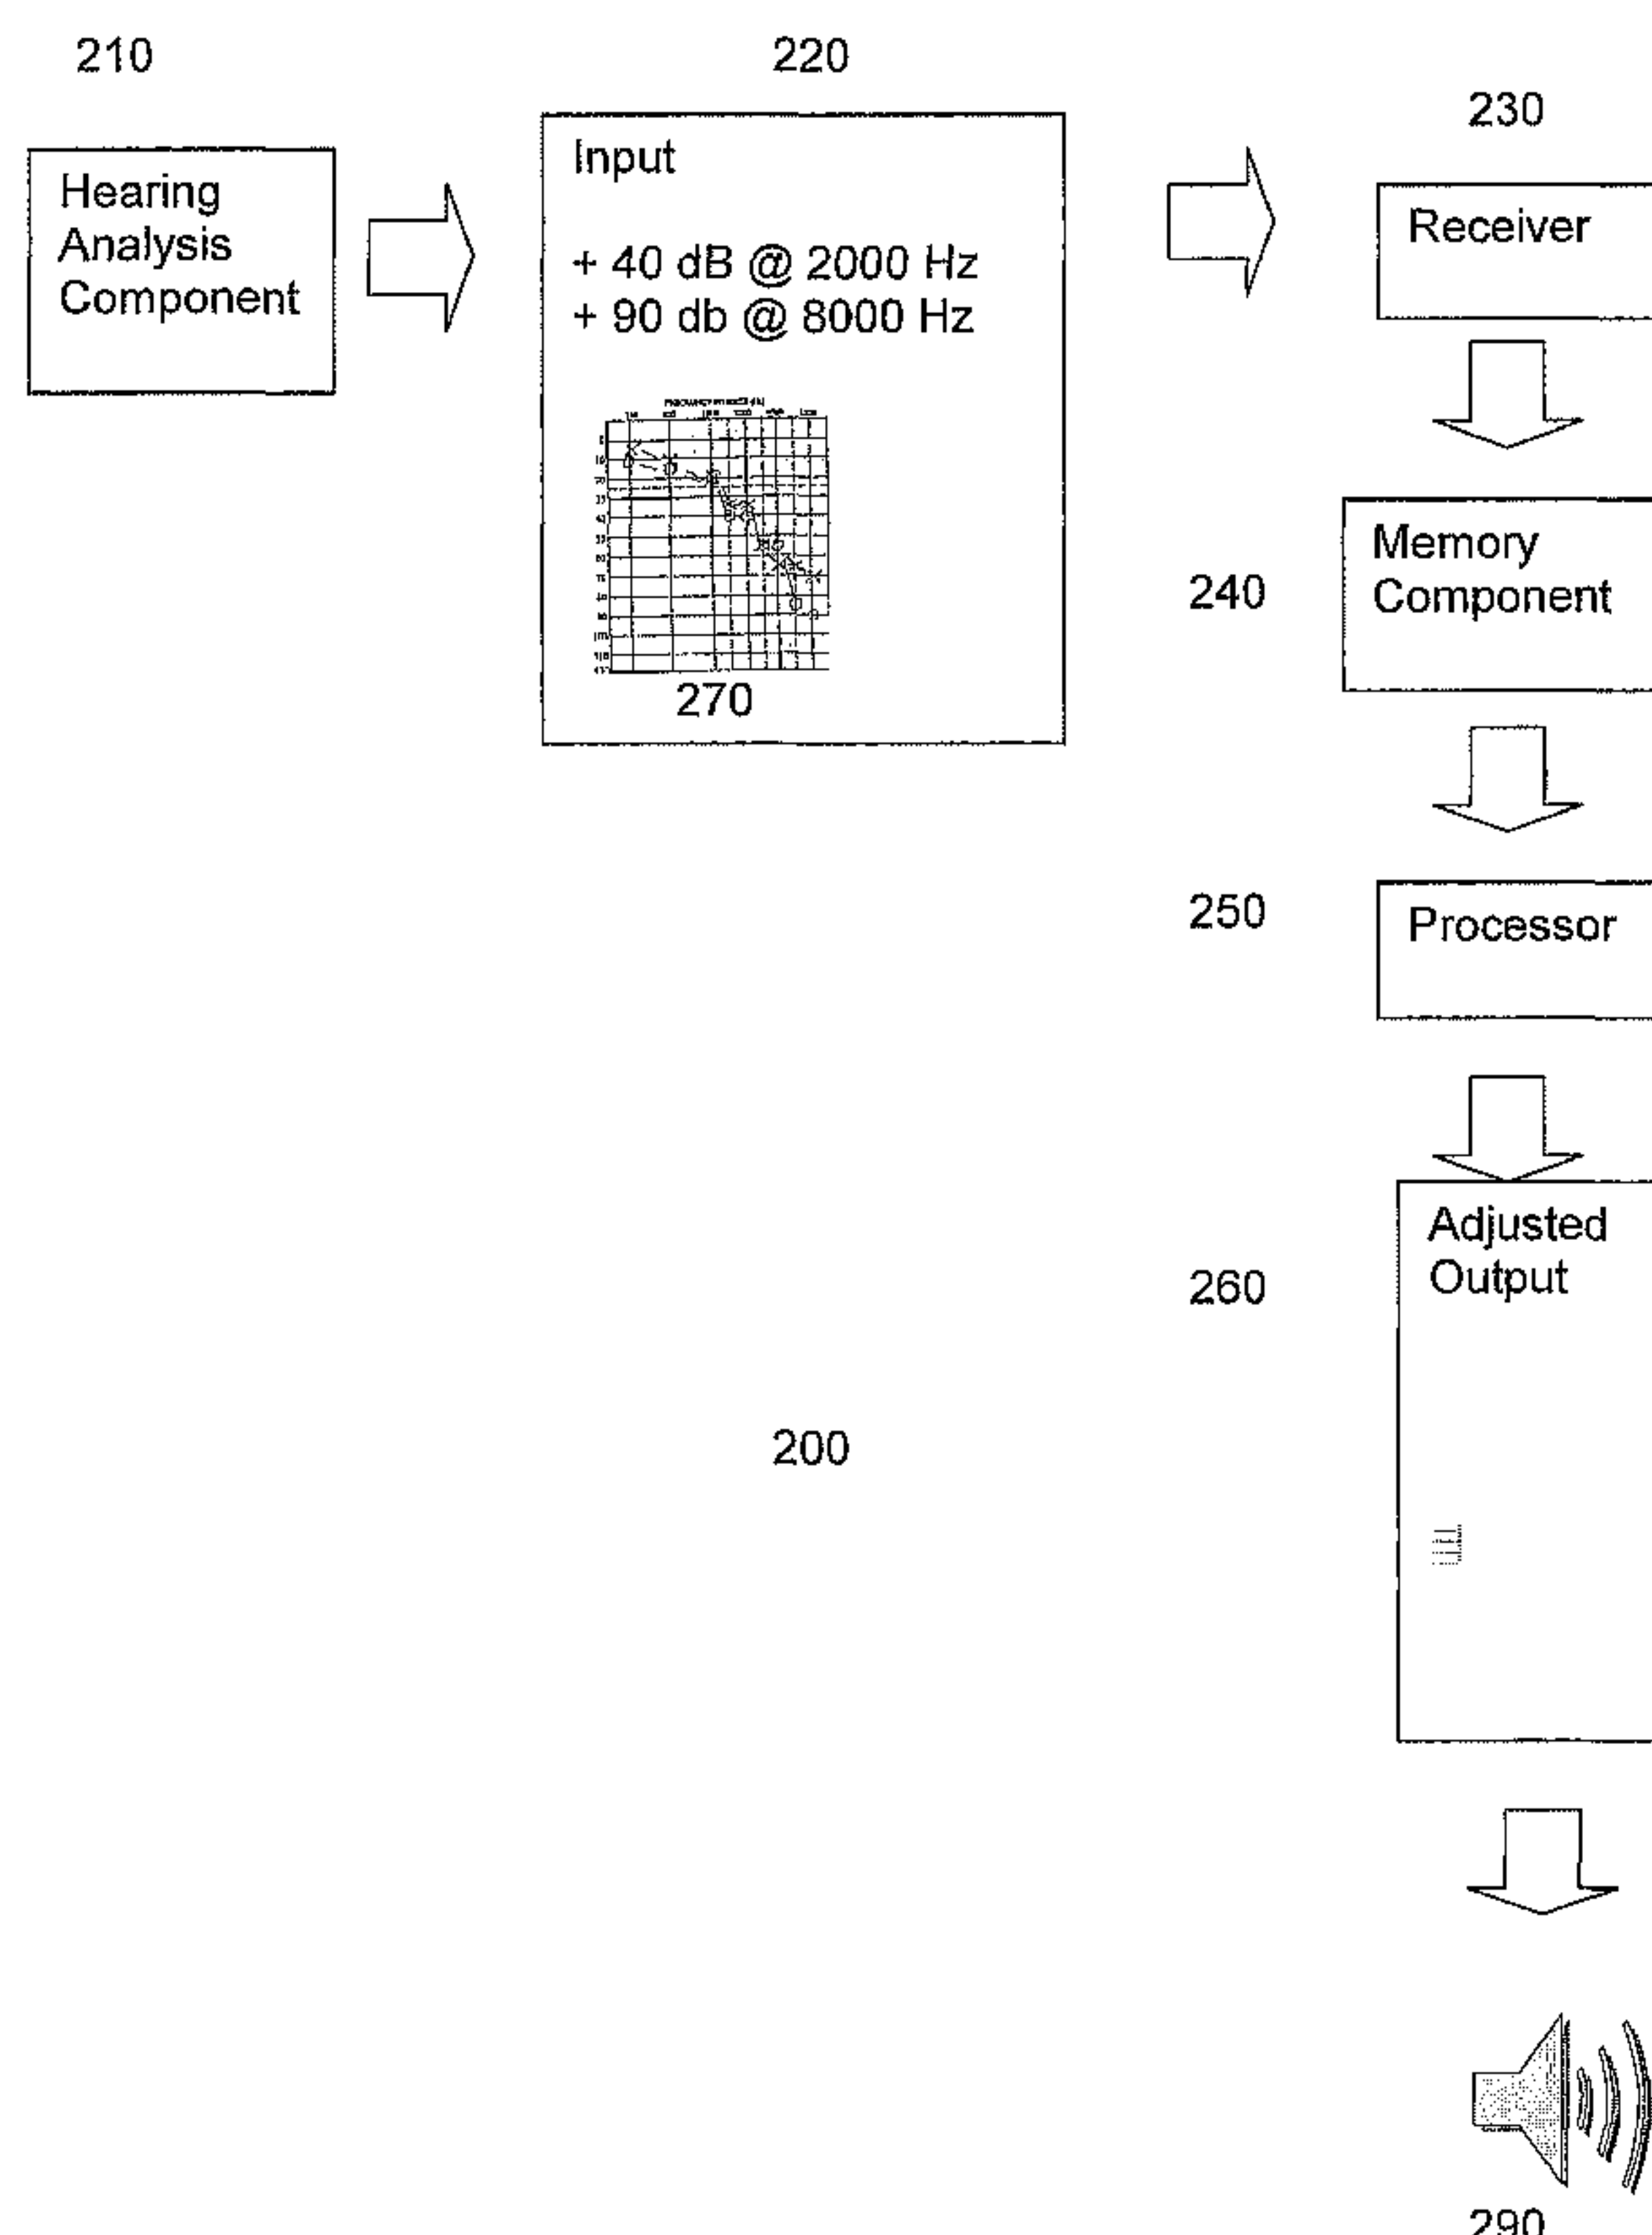 210
220
230
Hearing
Analysis
Component
Input
+ 40 dB @ 2000 Hz
+ 90 db @ 8000 Hz
270
Receiver
240
Memory
Component
250
Processor
260
Adjusted
Output
200
290